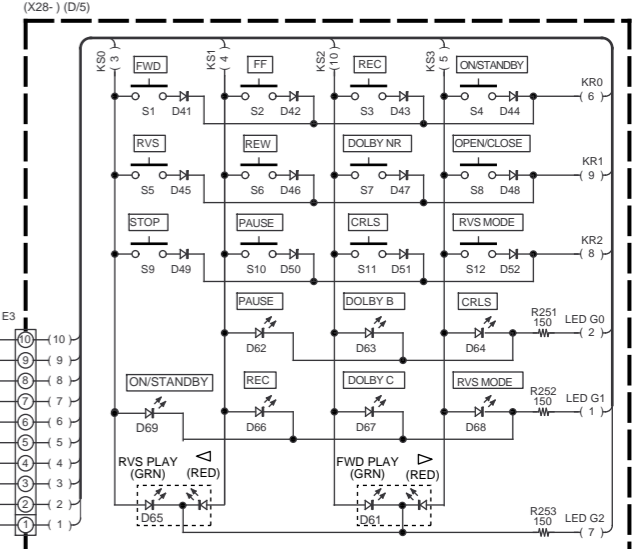 (X28- ) (D/5)
KS0
( 3 )
KS1
( 4 )
KS2
(10)
KS3
( 5 )
FWD
FF
REC
ON/STANDBY
KR0
( 6 )
S1 D41
S2 D42
S3 D43
S4 D44
RVS
REW
DOLBY NR
OPEN/CLOSE
KR1
( 9 )
S5 D45
S6 D46
S7 D47
S8 D48
STOP
PAUSE
CRLS
RVS MODE
KR2
( 8 )
S9 D49
S10 D50
S11 D51
S12 D52
PAUSE
DOLBY B
CRLS
R251
150
LED G0
( 2 )
D62
D63
D64
E3
10 (10)
9 ( 9 )
8 ( 8 )
7 ( 7 )
6 ( 6 )
5 ( 5 )
4 ( 4 )
3 ( 3 )
2 ( 2 )
1 ( 1 )
ON/STANDBY
REC
DOLBY C
RVS MODE
R252
150
LED G1
( 1 )
D69
D66
D67
D68
RVS PLAY
(GRN)
(RED)
FWD PLAY
(GRN)
(RED)
D65
D61
R253
150
LED G2
( 7 )